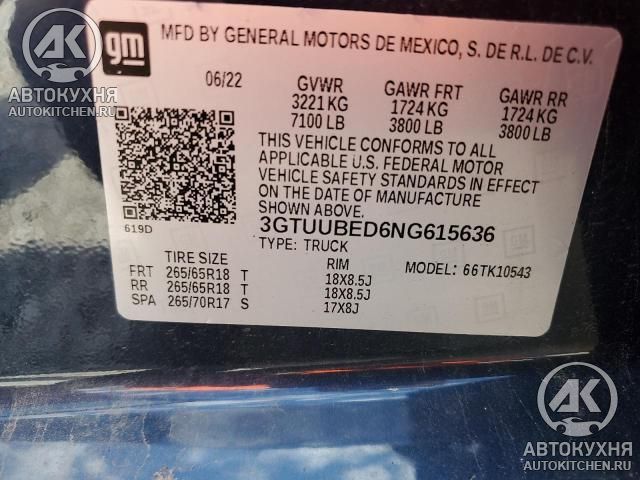 gm
MFD BY GENERAL MOTORS DE MEXICO, S. DE R.L. DE C.V.
06/22 GVWR GAWR FRT GAWR RR
3221 KG 1724 KG 1724 KG
7100 LB 3800 LB 3800 LB
THIS VEHICLE CONFORMS TO ALL
APPLICABLE U.S. FEDERAL MOTOR
VEHICLE SAFETY STANDARDS IN EFFECT
ON THE DATE OF MANUFACTURE
SHOWN ABOVE.
619D
3GTUUBED6NG615636
TYPE: TRUCK
TIRE SIZE RIM MODEL: 66TK10543
FRT 265/65R18 T 18X8.5J
RR 265/65R18 T 18X8.5J
SPA 265/70R17 S 17X8J
АК
АВТОКУХНЯ
AUTOKITCHEN.RU
АК
АВТОКУХНЯ
AUTOKITCHEN.RU